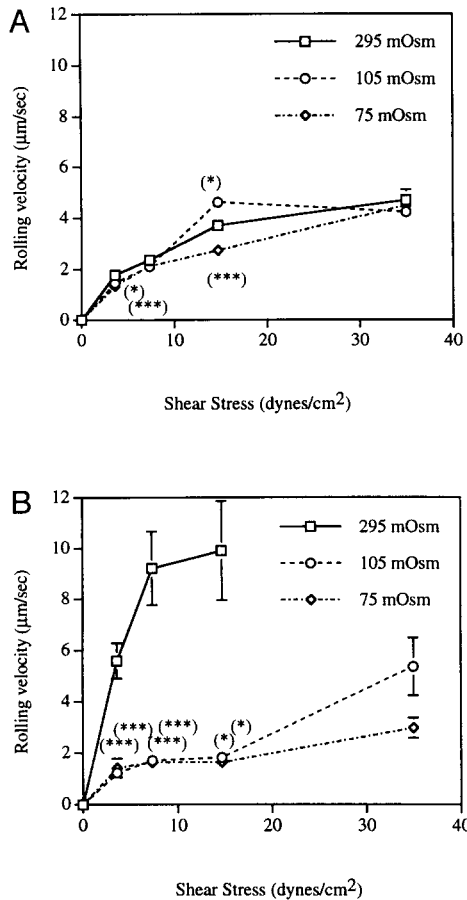 A
12
10
8
6
4
2
0
Rolling velocity (μm/sec)
295 mOsm
105 mOsm
75 mOsm
(*)
(*)
(***)
(***)
0
10
20
30
40
Shear Stress (dynes/cm2)
B
12
10
8
6
4
2
0
Rolling velocity (μm/sec)
295 mOsm
105 mOsm
75 mOsm
(***) (***) (*)
(***) (***) (*)
0
10
20
30
40
Shear Stress (dynes/cm2)